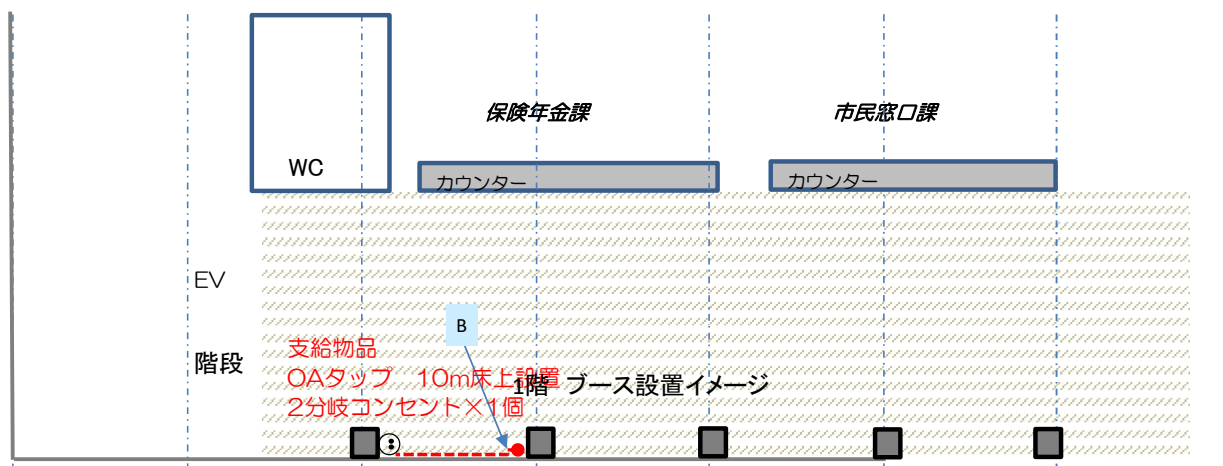 保険年金課
市民窓口課
WC
カウンター
カウンター
EV
B
支給物品
階段
OAタップ 10m床上設置
1階 ブース設置イメージ
2分岐コンセント×1個